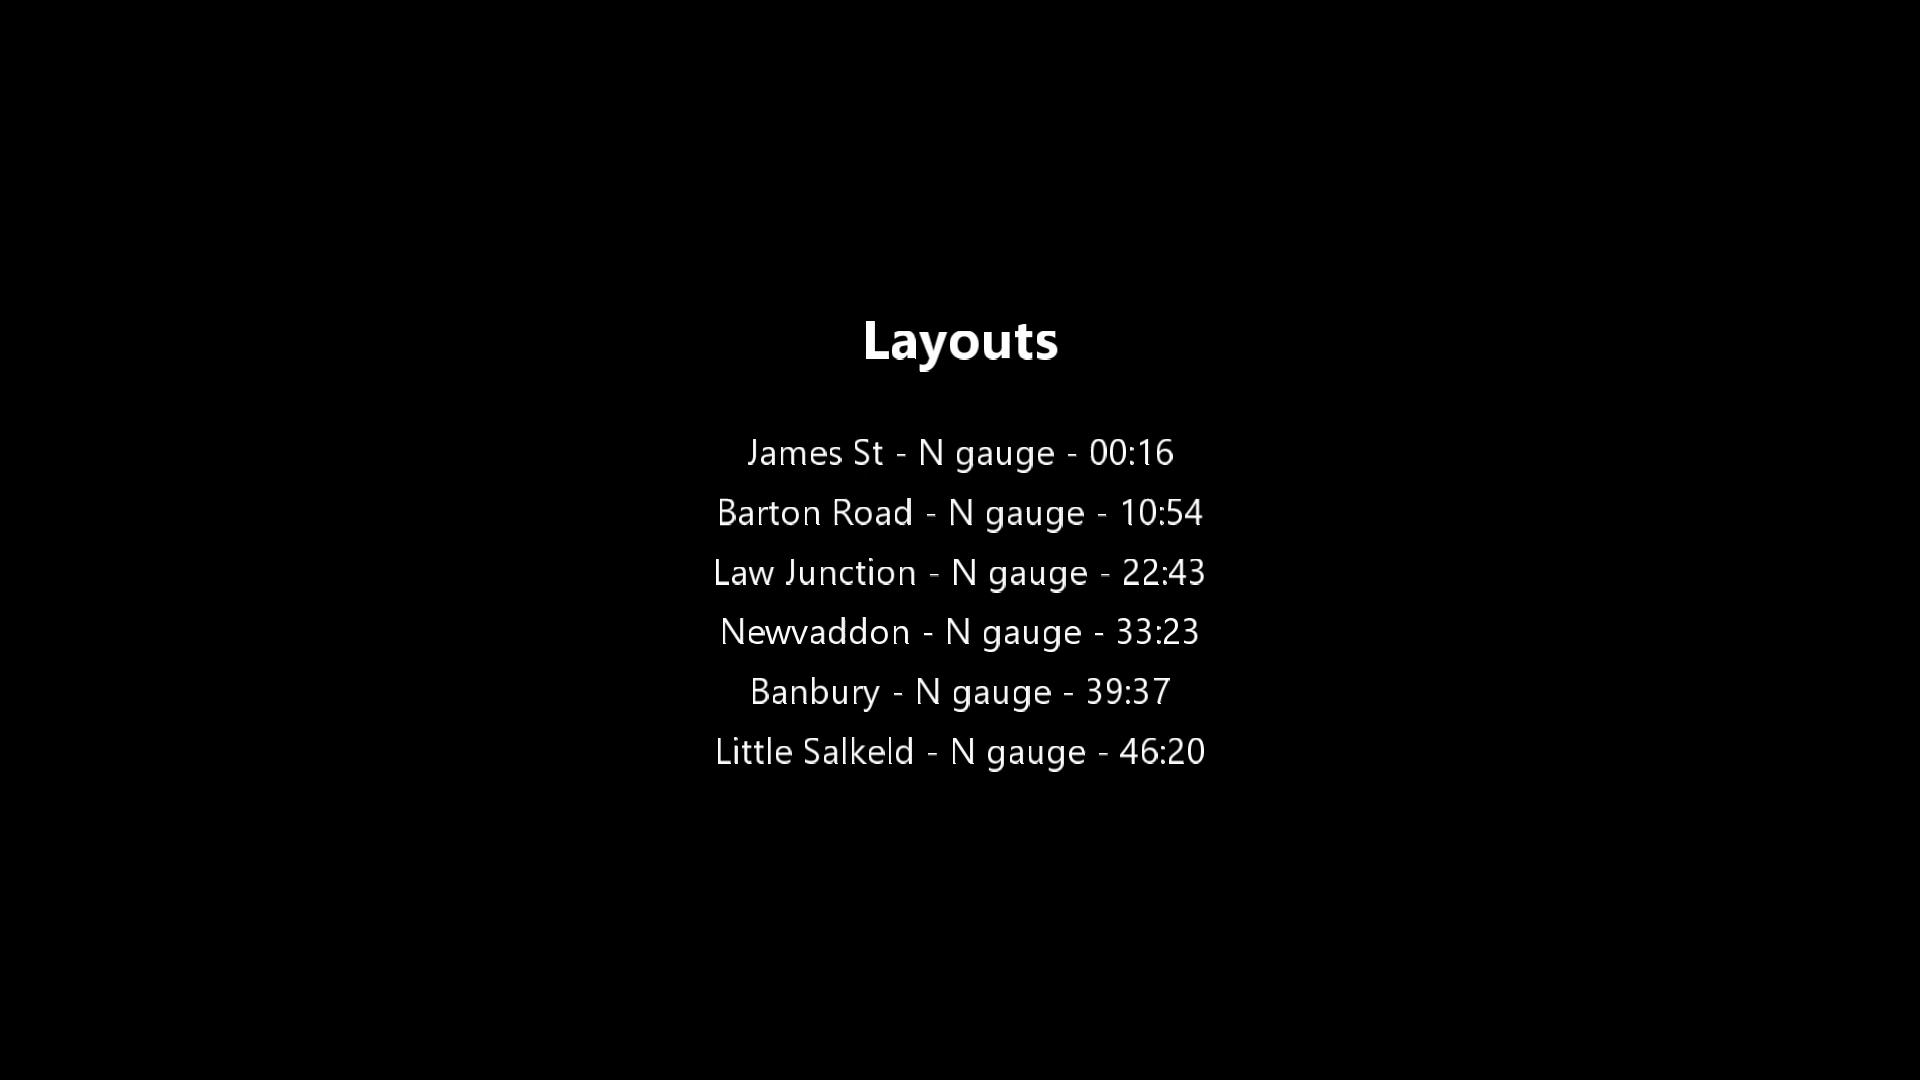 Layouts
James St - N gauge - 00:16
Barton Road - N gauge - 10:54
Law Junction - N gauge - 22:43
Newvaddon - N gauge - 33:23
Banbury - N gauge - 39:37
Little Salkeld - N gauge - 46:20